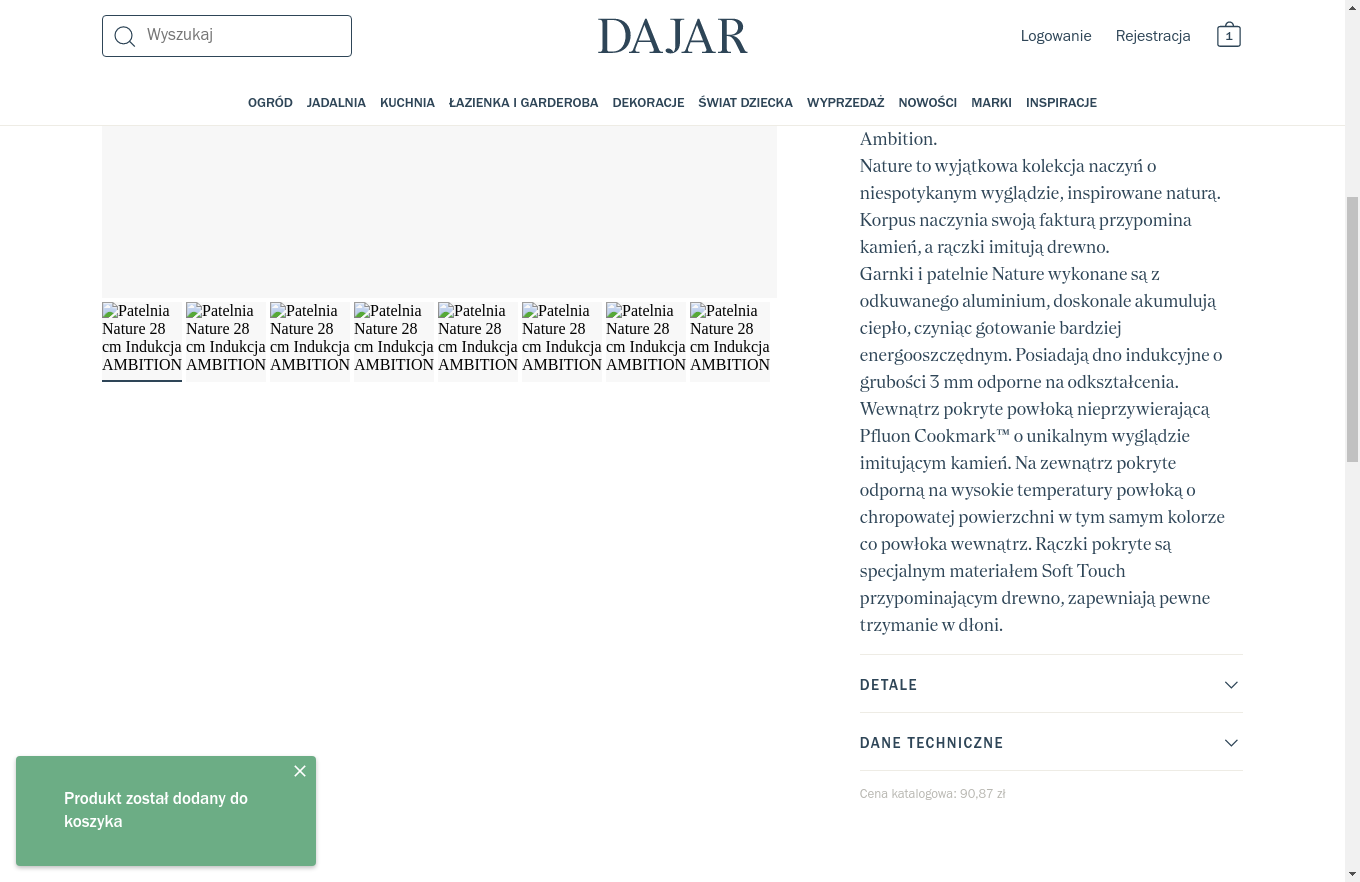 Wyszukaj
DAJAR
Logowanie
Rejestracja
1
OGRÓD JADALNIA KUCHNIA ŁAZIENKA I GARDEROBA DEKORACJE ŚWIAT DZIECKA WYPRZEDAŻ NOWOŚCI MARKI INSPIRACJE
Patelnia Nature 28 cm Indukcja AMBITION
Patelnia Nature 28 cm Indukcja AMBITION
Patelnia Nature 28 cm Indukcja AMBITION
Patelnia Nature 28 cm Indukcja AMBITION
Patelnia Nature 28 cm Indukcja AMBITION
Patelnia Nature 28 cm Indukcja AMBITION
Patelnia Nature 28 cm Indukcja AMBITION
Patelnia Nature 28 cm Indukcja AMBITION
Ambition.
Nature to wyjątkowa kolekcja naczyń o
niespotykanym wyglądzie, inspirowane naturą.
Korpus naczynia swoją fakturą przypomina
kamień, a rączki imitują drewno.
Garnki i patelnie Nature wykonane są z
odkuwanego aluminium, doskonale akumulują
ciepło, czyniąc gotowanie bardziej
energooszczędnym. Posiadają dno indukcyjne o
grubości 3 mm odporne na odkształcenia.
Wewnątrz pokryte powłoką nieprzywierającą
Pfluon Cookmark™ o unikalnym wyglądzie
imitującym kamień. Na zewnątrz pokryte
odporną na wysokie temperatury powłoką o
chropowatej powierzchni w tym samym kolorze
co powłoka wewnątrz. Rączki pokryte są
specjalnym materiałem Soft Touch
przypominającym drewno, zapewniają pewne
trzymanie w dłoni.
DETALE
DANE TECHNICZNE
Cena katalogowa: 90,87 zł
Produkt został dodany do
koszyka